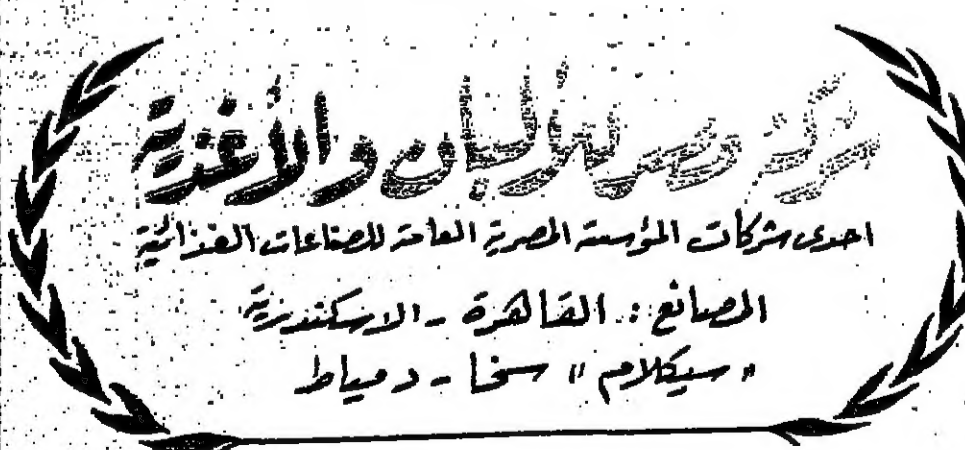 شركة مصر للألبان والأغذية
احدى شركات المؤسسة المصرية العامة للصناعات الغذائية
المصانع : القاهرة - الاسكندرية
"سيكلام" سخا - دمياط